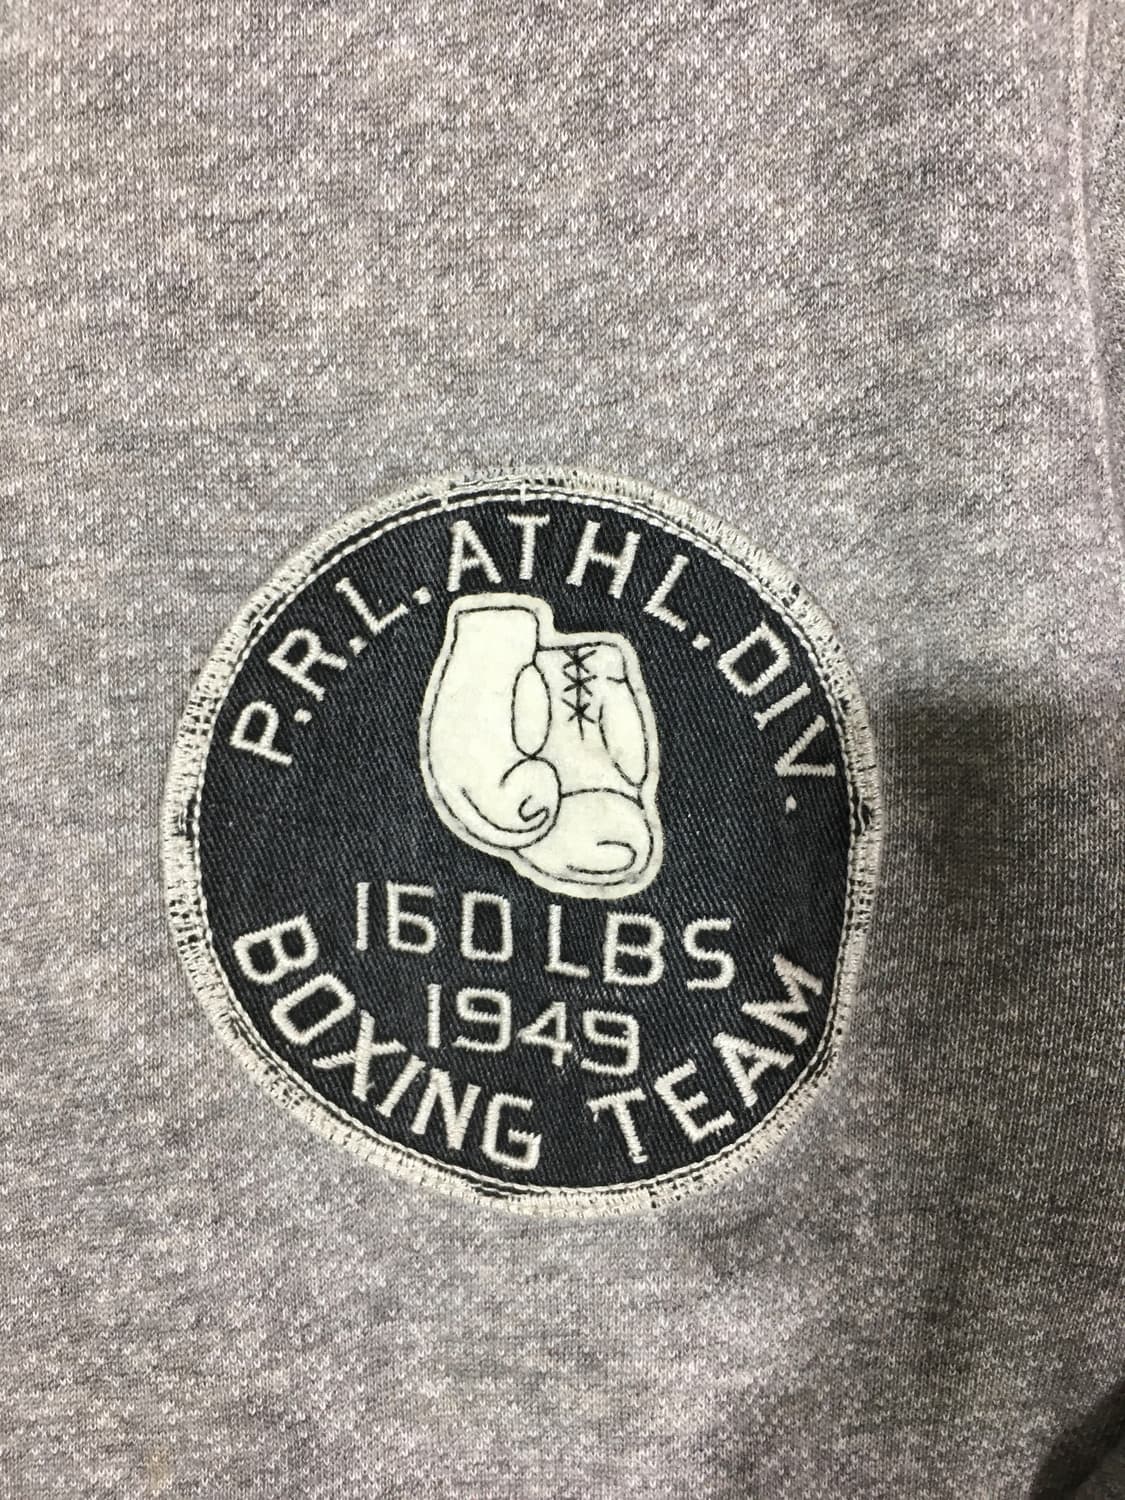 P.R.L. ATHL. DIV.
160 LBS
1949
BOXING TEAM